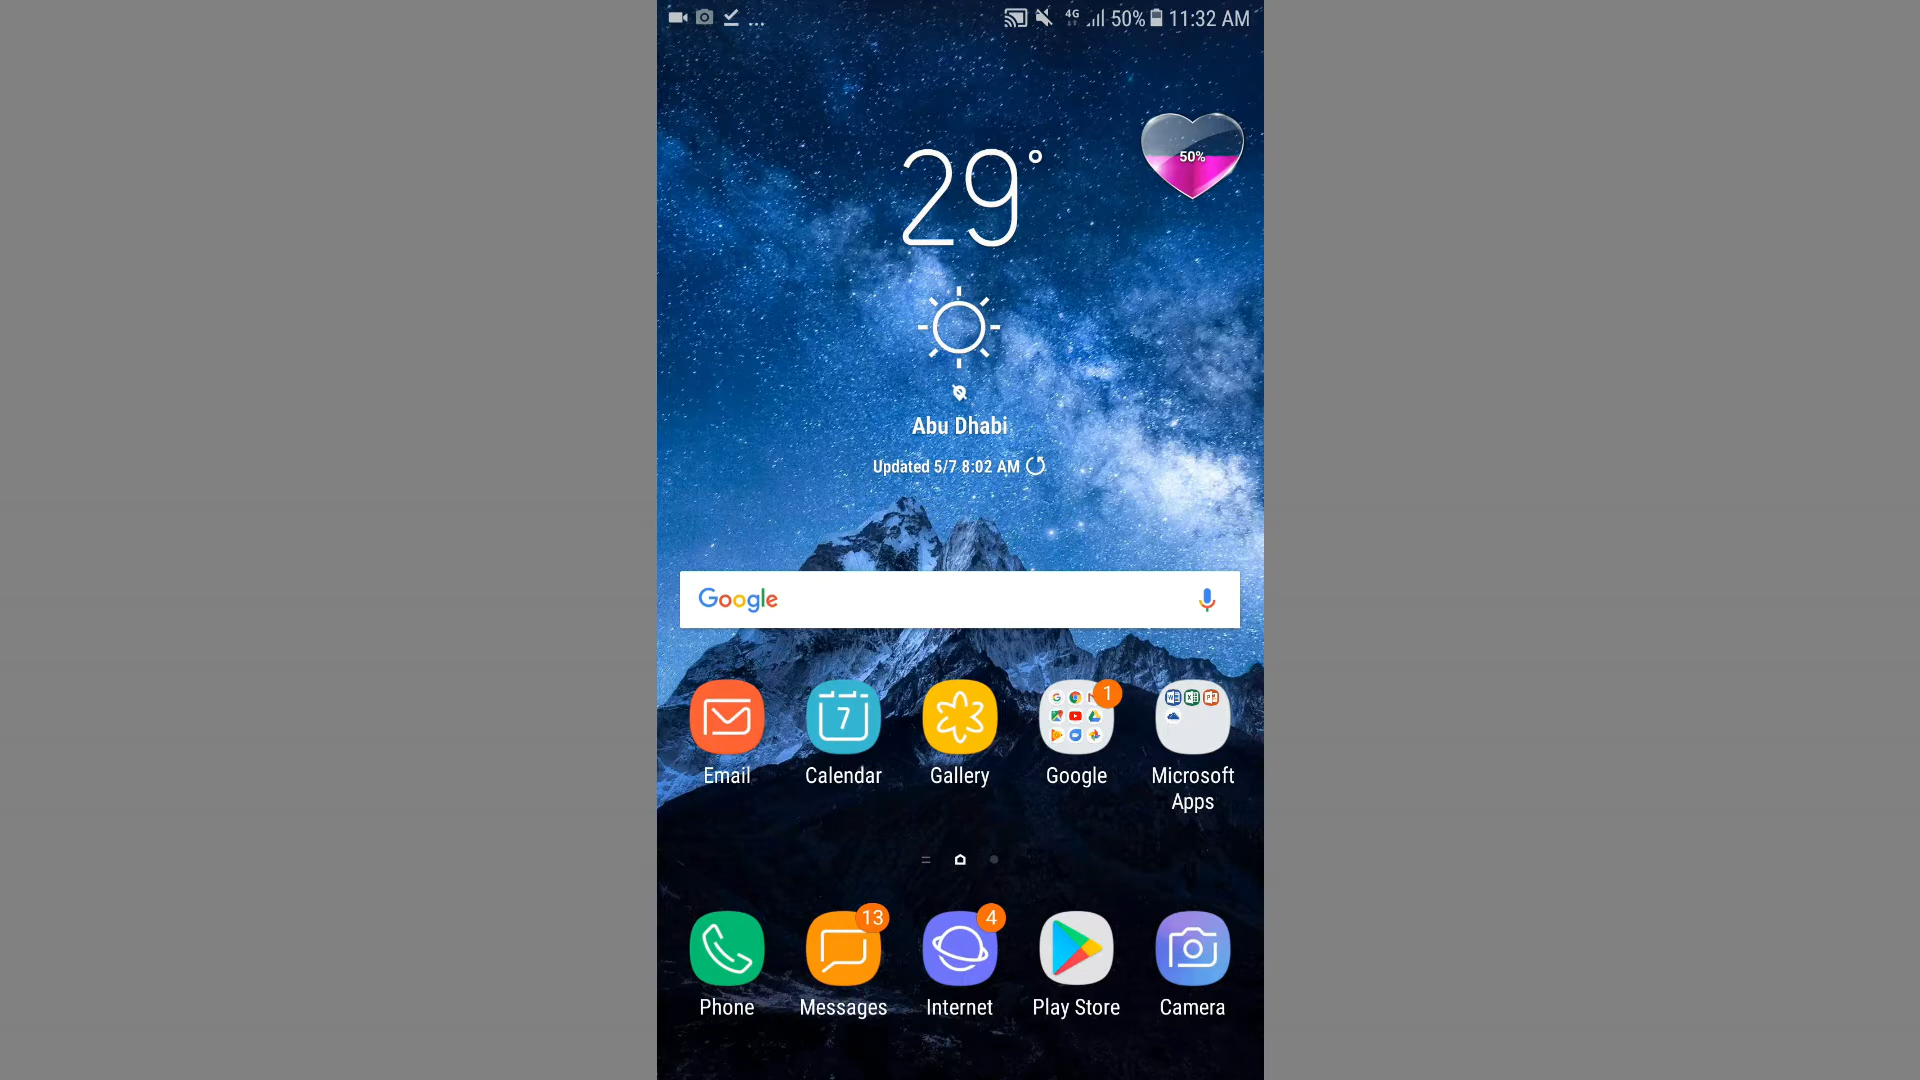 ... 4G 50% 11:32 AM
50%
29°
Abu Dhabi
Updated 5/7 8:02 AM
Google
7 1
Email Calendar Gallery Google Microsoft Apps
13 4
Phone Messages Internet Play Store Camera